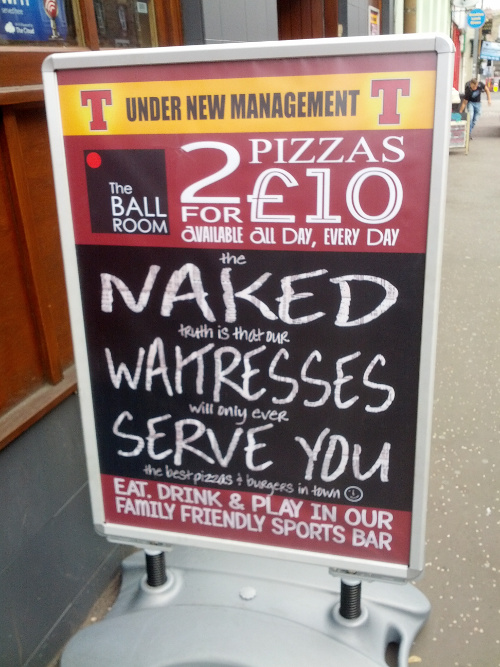 T UNDER NEW MANAGEMENT T
The
BALL
ROOM
2 PIZZAS
FOR £10
aVAILABLE all DAY, EVERY DAY
the
NAKED
truth is that our
WAITRESSES
will only ever
SERVE YOU
the best pizzas & burgers in town
EAT. DRINK & PLAY IN OUR
FAMILY FRIENDLY SPORTS BAR